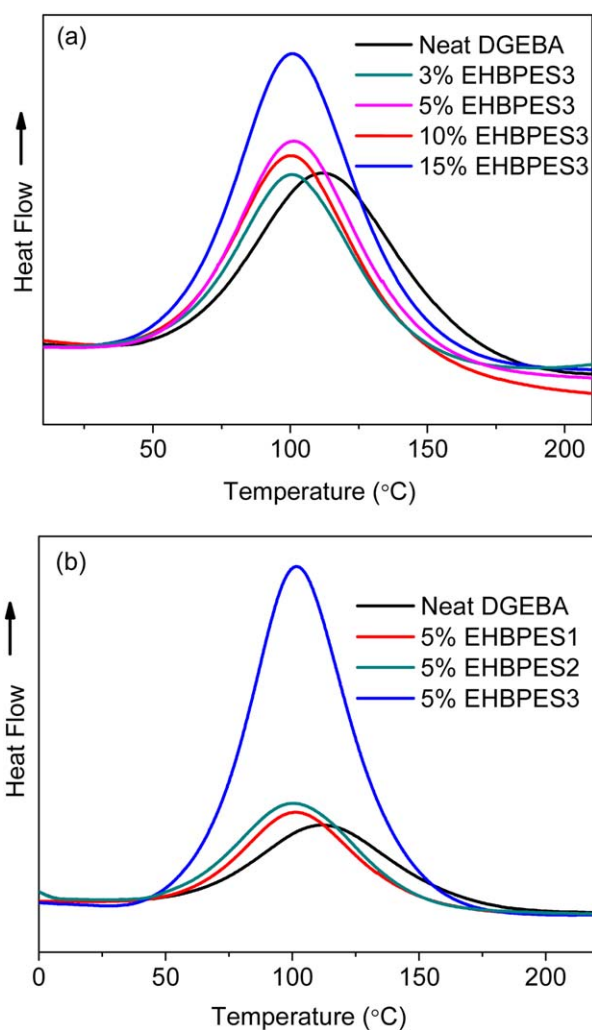 (a)
Neat DGEBA
3% EHBPES3
5% EHBPES3
10% EHBPES3
15% EHBPES3
Heat Flow
50 100 150 200
Temperature (°C)
(b)
Neat DGEBA
5% EHBPES1
5% EHBPES2
5% EHBPES3
Heat Flow
0 50 100 150 200
Temperature (°C)